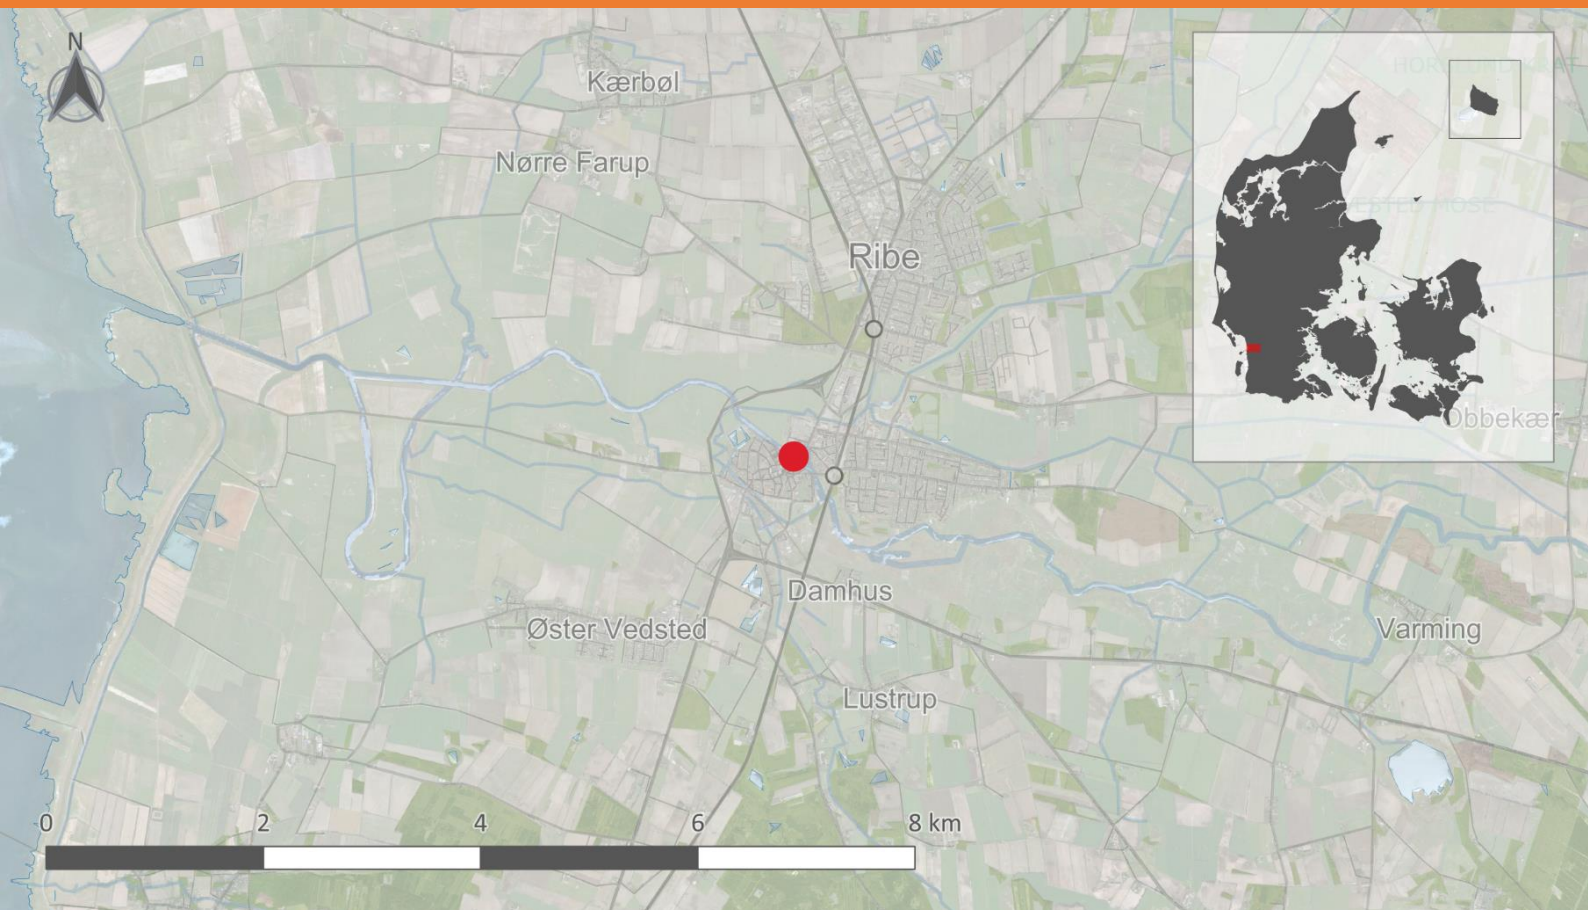 N
Kærbøl
Nørre Farup
Ribe
Obbekær
Damhus
Øster Vedsted
Varming
Lustrup
0 2 4 6 8 km